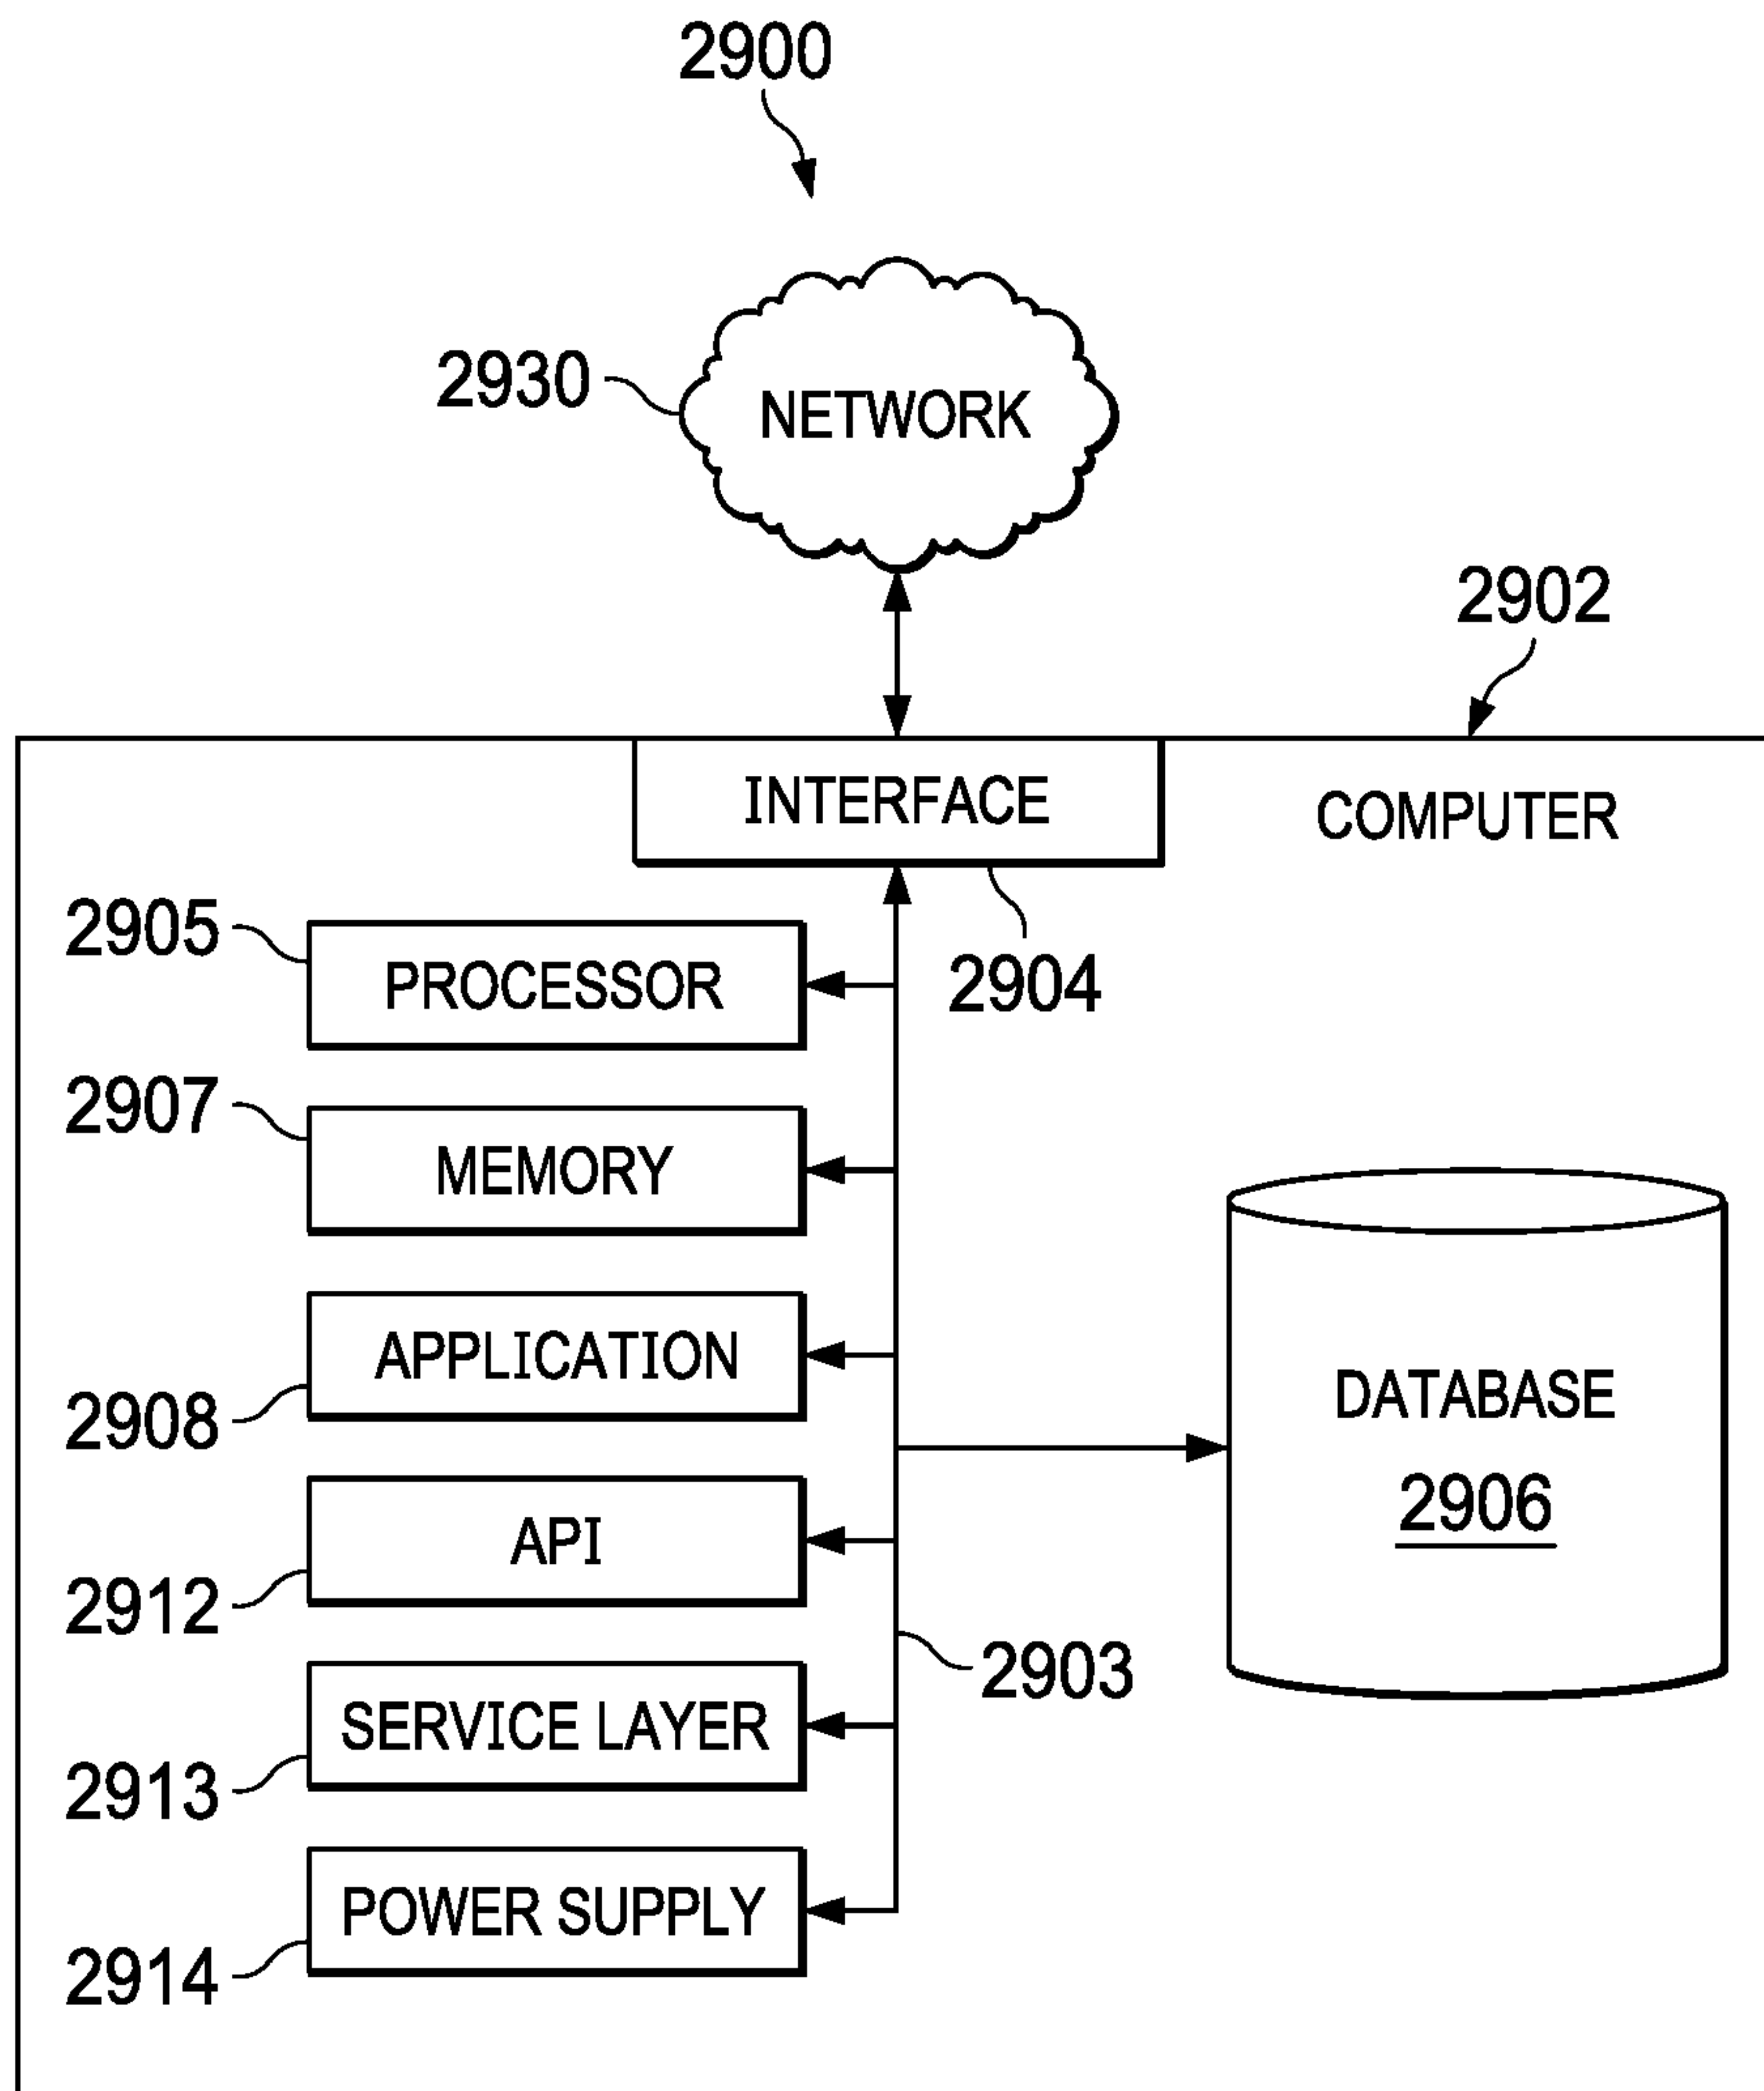 2900
2930
NETWORK
2902
INTERFACE
COMPUTER
2905
PROCESSOR
2904
2907
MEMORY
APPLICATION
2908
DATABASE
2906
API
2912
2903
SERVICE LAYER
2913
POWER SUPPLY
2914